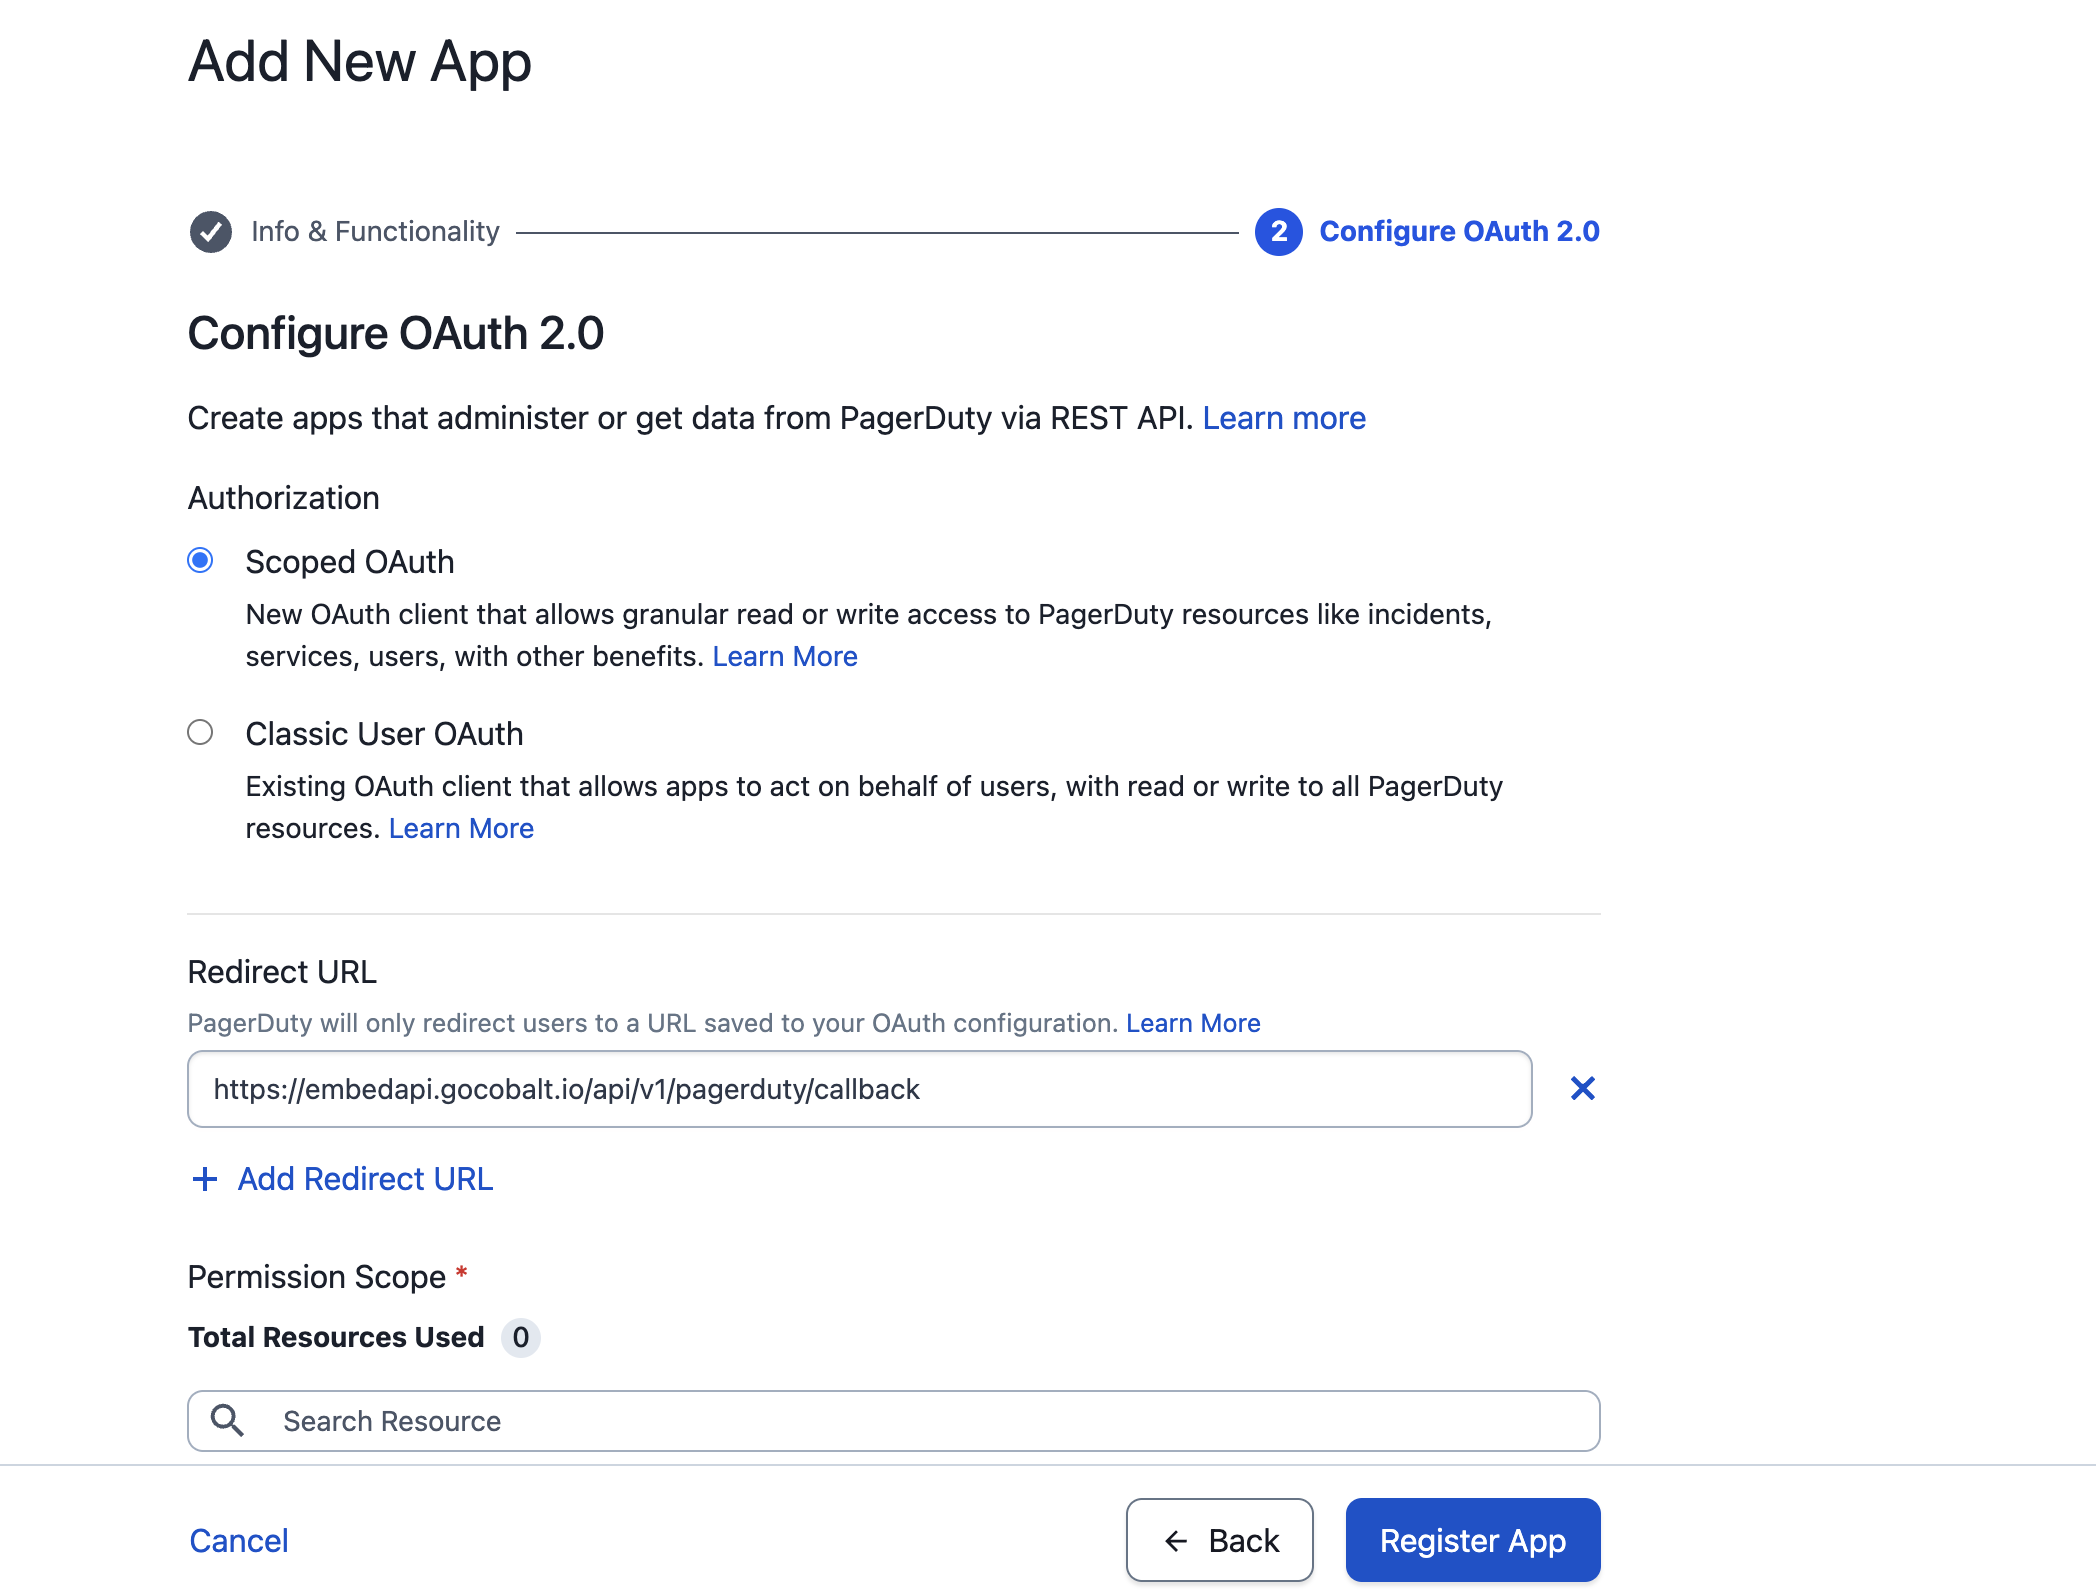 Add New App
Info & Functionality
2 Configure OAuth 2.0
Configure OAuth 2.0
Create apps that administer or get data from PagerDuty via REST API. Learn more
Authorization
Scoped OAuth
New OAuth client that allows granular read or write access to PagerDuty resources like incidents,
services, users, with other benefits. Learn More
Classic User OAuth
Existing OAuth client that allows apps to act on behalf of users, with read or write to all PagerDuty
resources. Learn More
Redirect URL
PagerDuty will only redirect users to a URL saved to your OAuth configuration. Learn More
https://embedapi.gocobalt.io/api/v1/pagerduty/callback
+ Add Redirect URL
Permission Scope *
Total Resources Used 0
Search Resource
Cancel
← Back
Register App